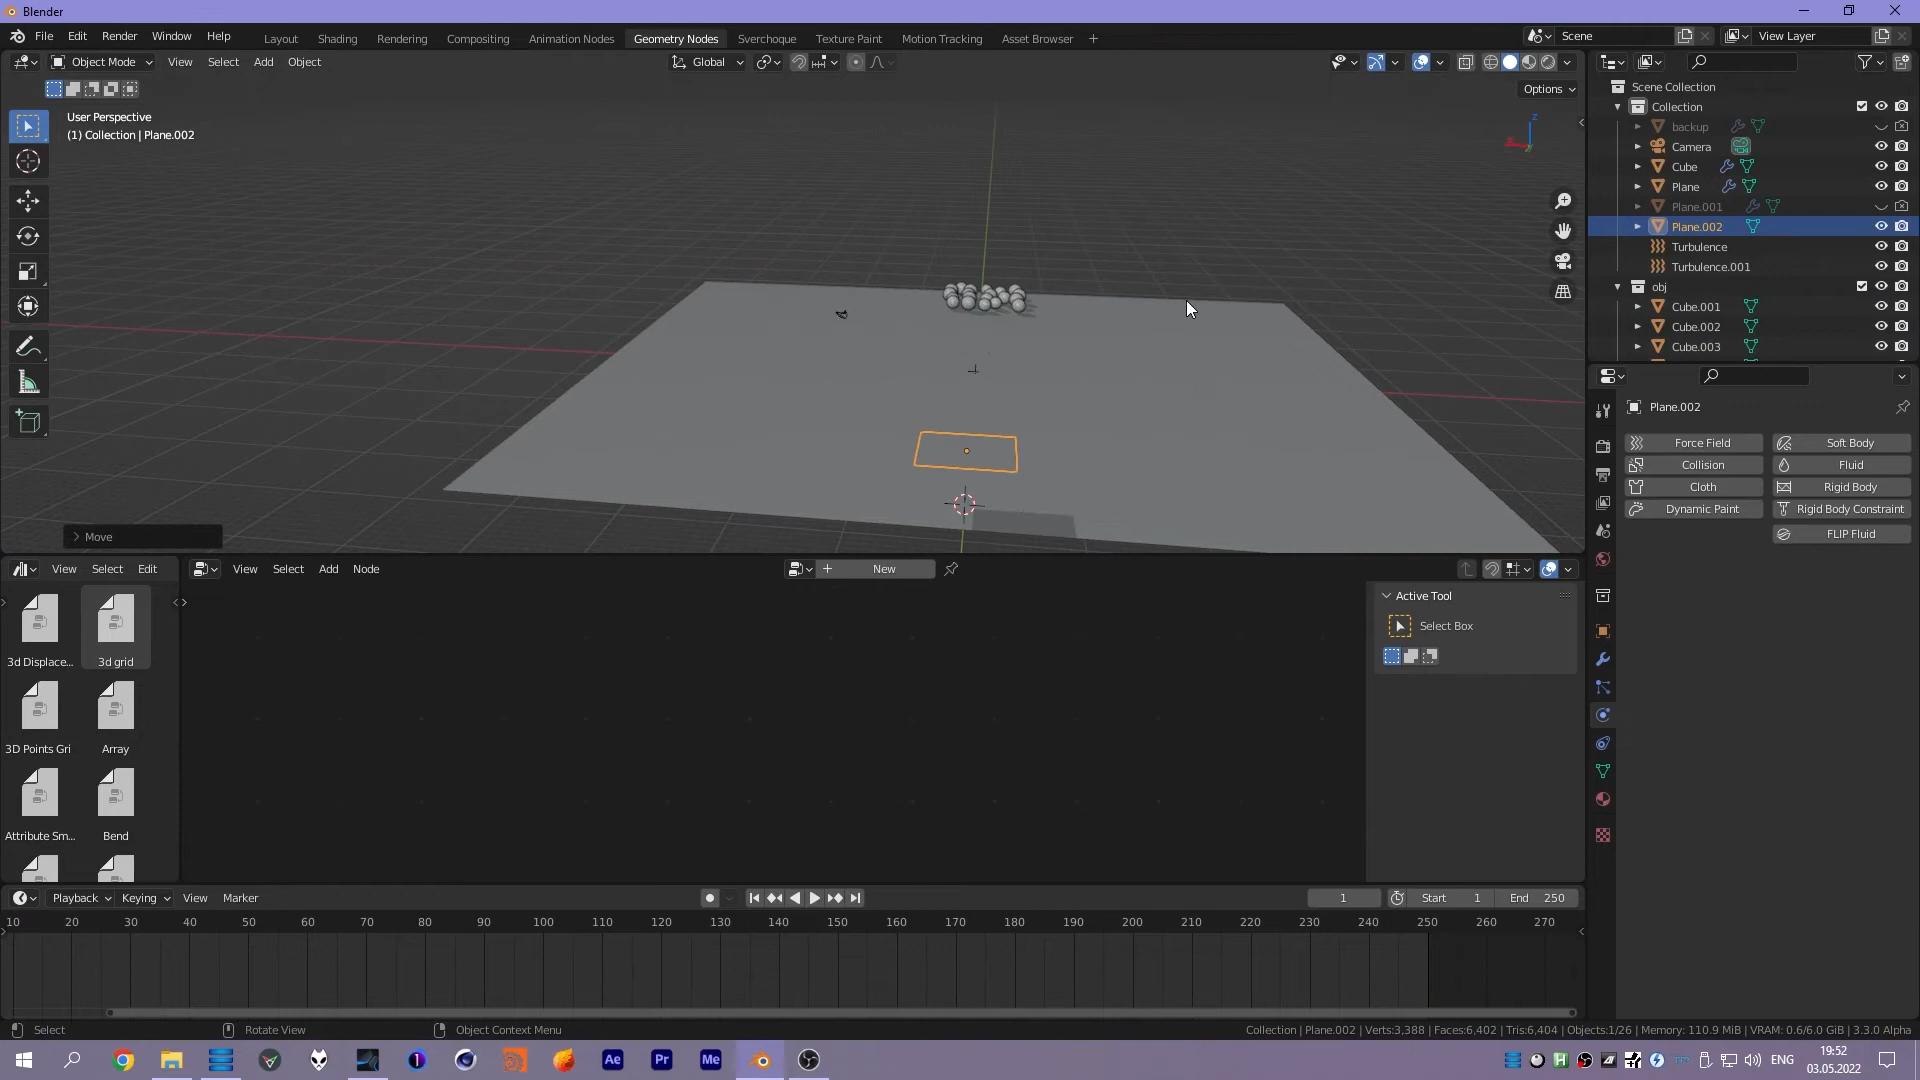 Blender
File Edit Render Window Help
Layout Shading Rendering Compositing Animation Nodes Geometry Nodes Sverchoque Texture Paint Motion Tracking Asset Browser
Scene
View Layer
Object Mode View Select Add Object
Global
Options
User Perspective
(1) Collection | Plane.002
Z
Move
Scene Collection
Collection
backup
Camera
Cube
Plane
Plane.001
Plane.002
Turbulence
Turbulence.001
obj
Cube.001
Cube.002
Cube.003
Plane.002
Force Field
Soft Body
Collision
Fluid
Cloth
Rigid Body
Dynamic Paint
Rigid Body Constraint
FLIP Fluid
View Select Edit
View Select Add Node
New
3d Displace...
3d grid
3D Points Gri
Array
Attribute Sm...
Bend
Active Tool
Select Box
Playback Keying View Marker
1
Start 1
End 250
10 20 30 40 50 60 70 80 90 100 110 120 130 140 150 160 170 180 190 200 210 220 230 240 250 260 270
Select
Rotate View
Object Context Menu
Collection | Plane.002 | Verts:3,388 | Faces:6,402 | Tris:6,404 | Objects:1/26 | Memory: 110.9 MiB | VRAM: 0.6/6.0 GiB | 3.3.0 Alpha
Ae
Pr
Me
ENG
19:52
03.05.2022